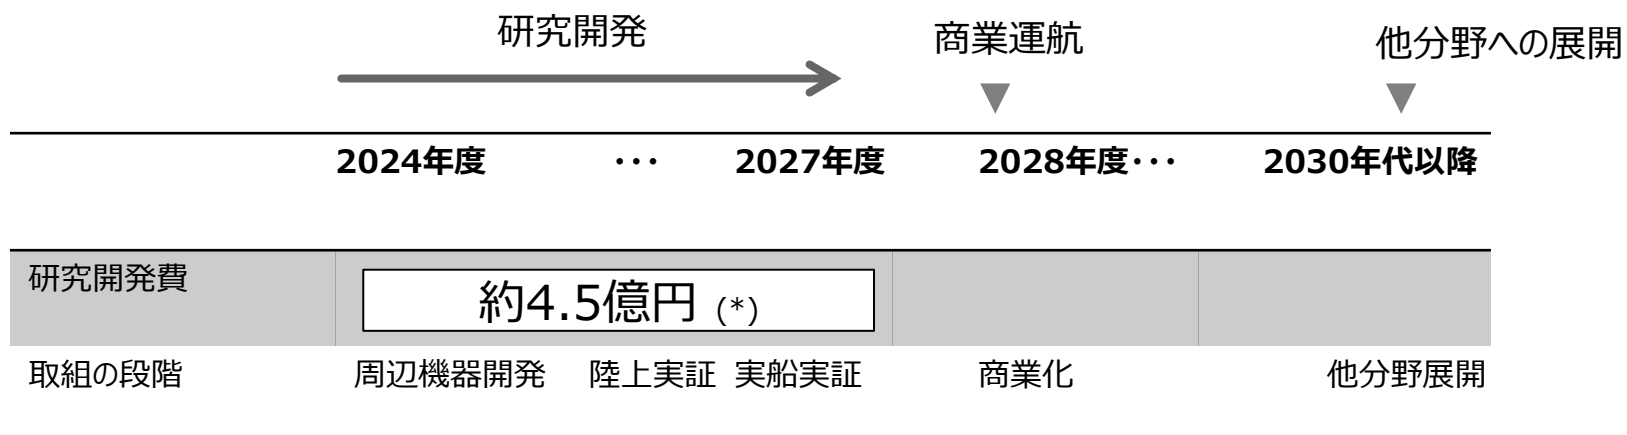 研究開発 商業運航 他分野への展開
2024年度 ・・・ 2027年度 2028年度・・・ 2030年代以降
研究開発費 約4.5億円 (*)
取組の段階 周辺機器開発 陸上実証 実船実証 商業化 他分野展開